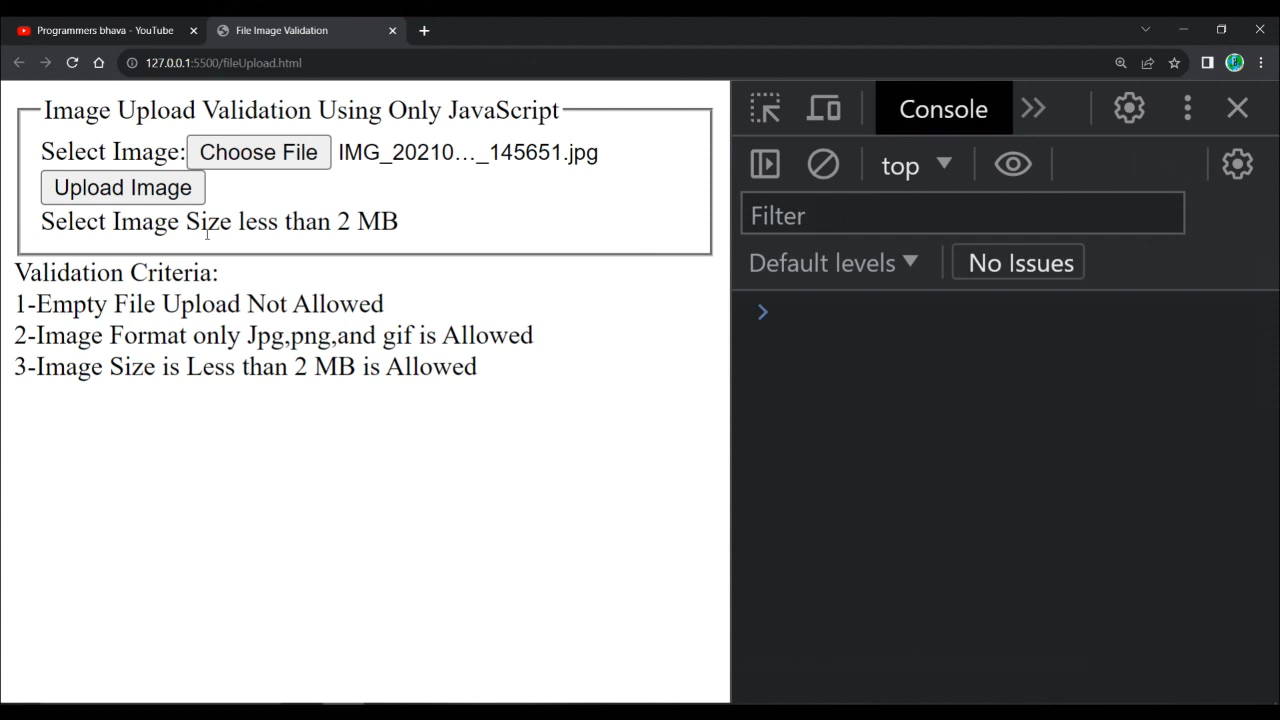 Programmers bhava - YouTube
File Image Validation
127.0.0.1:5500/fileUpload.html
Image Upload Validation Using Only JavaScript
Select Image: Choose File IMG_20210…_145651.jpg
Upload Image
Select Image Size less than 2 MB
Validation Criteria:
1-Empty File Upload Not Allowed
2-Image Format only Jpg,png,and gif is Allowed
3-Image Size is Less than 2 MB is Allowed
Console
top
Filter
Default levels
No Issues